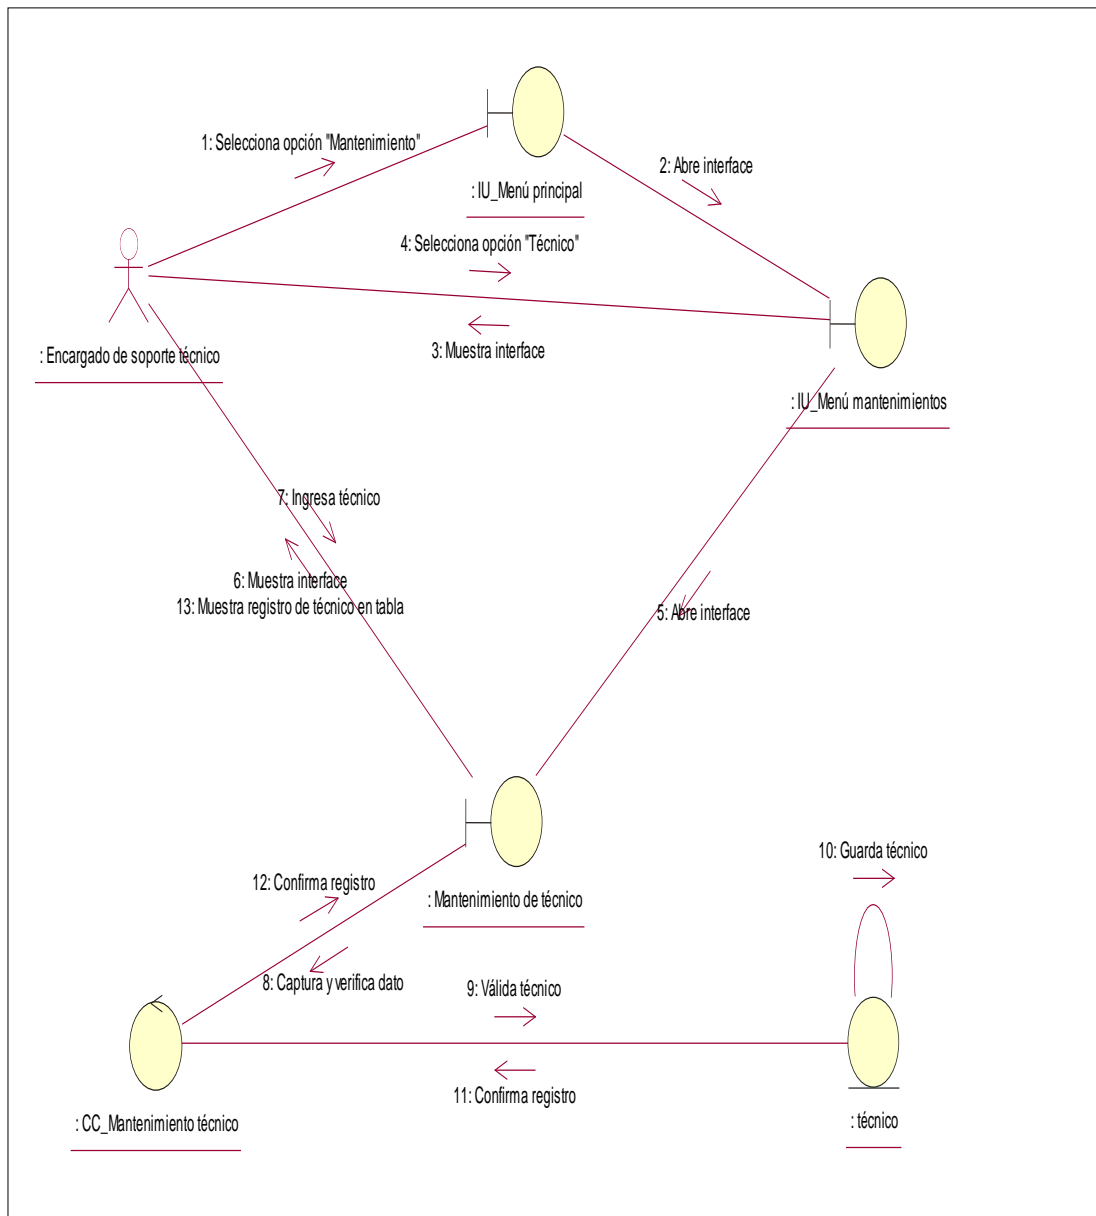 1: Selecciona opción "Mantenimiento"
2: Abre interface
: IU_Menú principal
4: Selecciona opción "Técnico"
3: Muestra interface
: Encargado de soporte técnico
: IU_Menú mantenimientos
7: Ingresa técnico
6: Muestra interface
13: Muestra registro de técnico en tabla
5: Abre interface
10: Guarda técnico
12: Confirma registro
: Mantenimiento de técnico
8: Captura y verifica dato
9: Válida técnico
11: Confirma registro
: CC_Mantenimiento técnico
: técnico